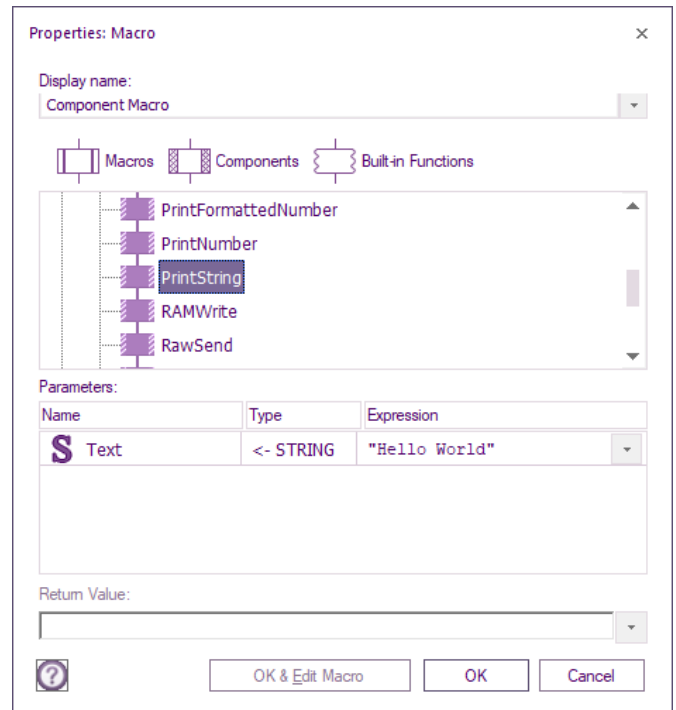 Properties: Macro
Display name:
Component Macro
Macros Components Built-in Functions
PrintFormattedNumber
PrintNumber
PrintString
RAMWrite
RawSend
Parameters:
Name Type Expression
S Text <- STRING "Hello World"
Return Value:
? OK & Edit Macro OK Cancel